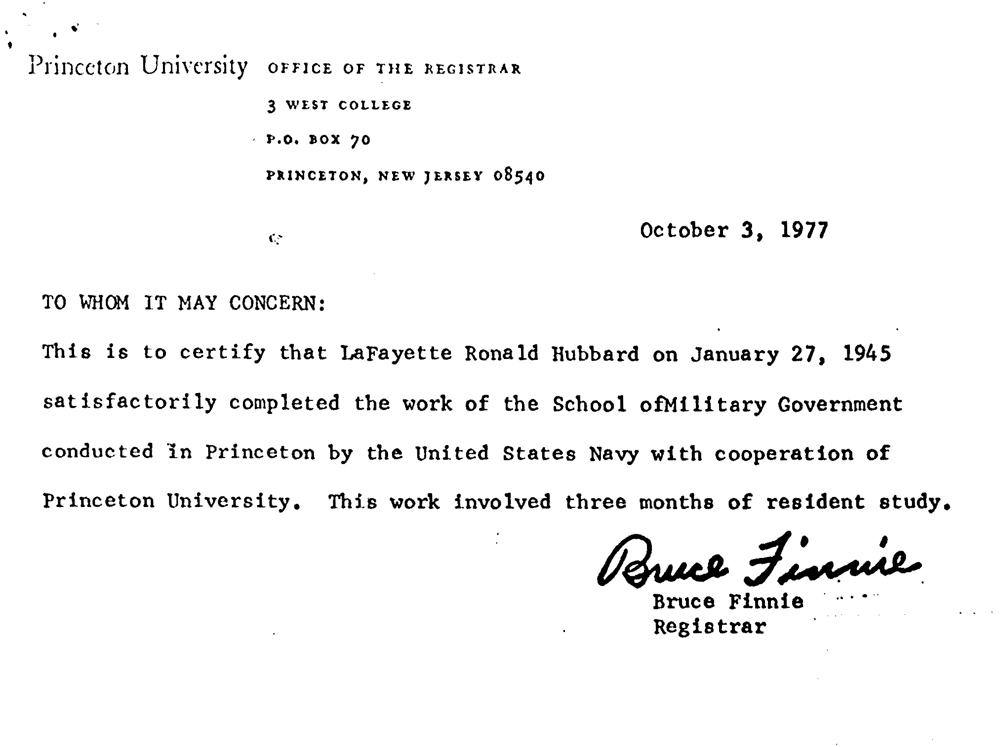 Princeton University OFFICE OF THE REGISTRAR
3 WEST COLLEGE
P.O. BOX 70
PRINCETON, NEW JERSEY 08540
October 3, 1977
TO WHOM IT MAY CONCERN:
This is to certify that LaFayette Ronald Hubbard on January 27, 1945
satisfactorily completed the work of the School ofMilitary Government
conducted in Princeton by the United States Navy with cooperation of
Princeton University. This work involved three months of resident study.
Bruce Finnie
Bruce Finnie
Registrar